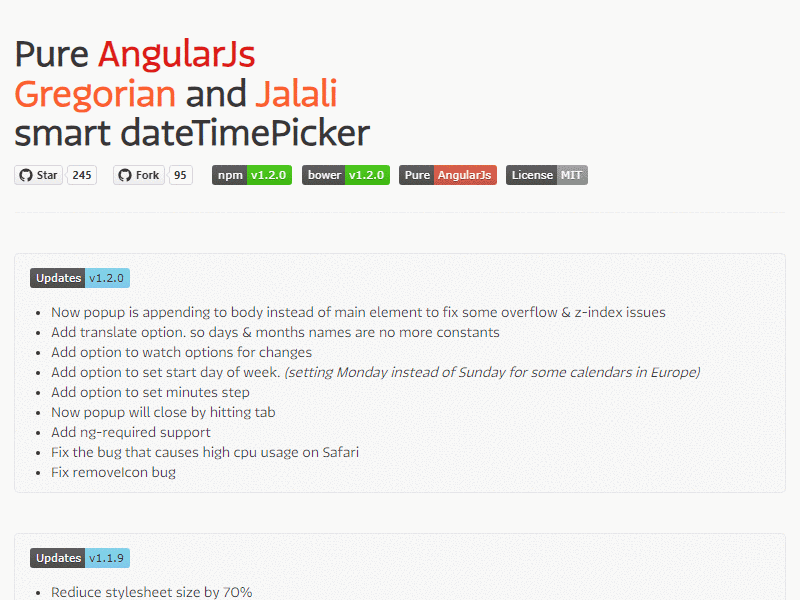 Pure AngularJs
Gregorian and Jalali
smart dateTimePicker
Star 245 Fork 95 npm v1.2.0 bower v1.2.0 Pure AngularJs License MIT
Updates v1.2.0
Now popup is appending to body instead of main element to fix some overflow & z-index issues
Add translate option. so days & months names are no more constants
Add option to watch options for changes
Add option to set start day of week. (setting Monday instead of Sunday for some calendars in Europe)
Add option to set minutes step
Now popup will close by hitting tab
Add ng-required support
Fix the bug that causes high cpu usage on Safari
Fix removeIcon bug
Updates v1.1.9
Rediuce stylesheet size by 70%